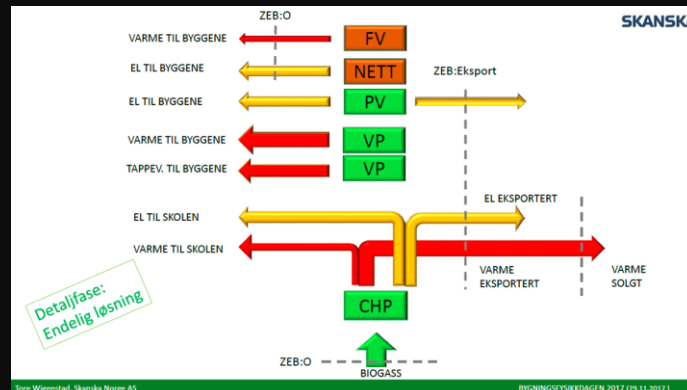 ZEB:O
SKANSKA
VARME TIL BYGGENE
FV
EL TIL BYGGENE
NETT
ZEB:Eksport
EL TIL BYGGENE
PV
VARME TIL BYGGENE
VP
TAPPEV. TIL BYGGENE
VP
EL EKSPORTERT
EL TIL SKOLEN
VARME TIL SKOLEN
VARME
EKSPORTERT
VARME
SOLGT
Detaljfase:
Endelig løsning
CHP
ZEB:O
BIOGASS
Tore Wigenstad, Skanska Norge AS
BYGNINGSFYSIKKDAGEN 2017 (29.11.2017 )